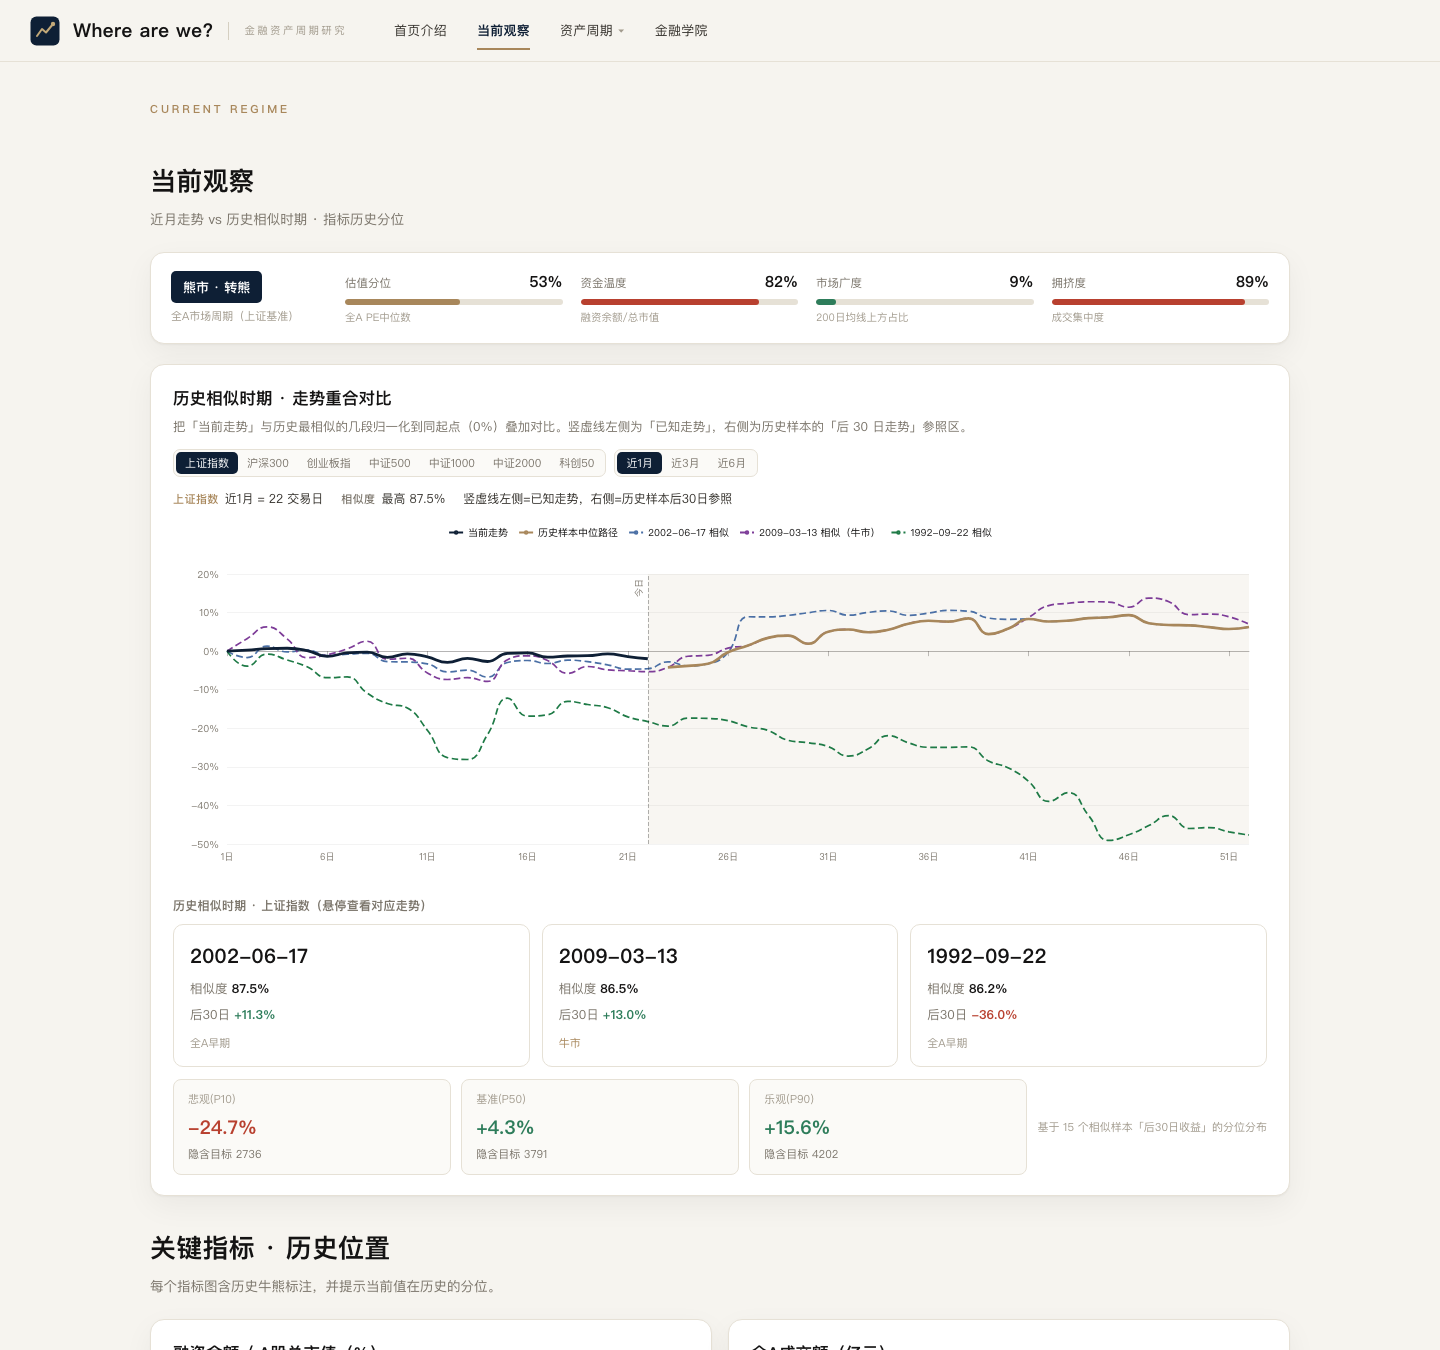 Where are we?
金融资产周期研究
首页介绍
当前观察
资产周期
金融学院
CURRENT REGIME
当前观察
近月走势 vs 历史相似时期 · 指标历史分位
熊市 · 转熊
全A市场周期（上证基准）
估值分位 53%
全A PE中位数
资金温度 82%
融资余额/总市值
市场广度 9%
200日均线上方占比
拥挤度 89%
成交集中度
历史相似时期 · 走势重合对比
把「当前走势」与历史最相似的几段归一化到同起点（0%）叠加对比。竖虚线左侧为「已知走势」，右侧为历史样本的「后 30 日走势」参照区。
上证指数 沪深300 创业板指 中证500 中证1000 中证2000 科创50 近1月 近3月 近6月
上证指数 近1月 = 22 交易日 相似度 最高 87.5% 竖虚线左侧=已知走势，右侧=历史样本后30日参照
当前走势 历史样本中位路径 2002-06-17 相似 2009-03-13 相似（牛市） 1992-09-22 相似
今日
20%
10%
0%
-10%
-20%
-30%
-40%
-50%
1日 6日 11日 16日 21日 26日 31日 36日 41日 46日 51日
历史相似时期 · 上证指数（悬停查看对应走势）
2002-06-17
相似度 87.5%
后30日 +11.3%
全A早期
2009-03-13
相似度 86.5%
后30日 +13.0%
牛市
1992-09-22
相似度 86.2%
后30日 -36.0%
全A早期
悲观(P10)
-24.7%
隐含目标 2736
基准(P50)
+4.3%
隐含目标 3791
乐观(P90)
+15.6%
隐含目标 4202
基于 15 个相似样本「后30日收益」的分位分布
关键指标 · 历史位置
每个指标图含历史牛熊标注，并提示当前值在历史的分位。
融资余额 / A股总市值（%）
全A成交额（亿元）